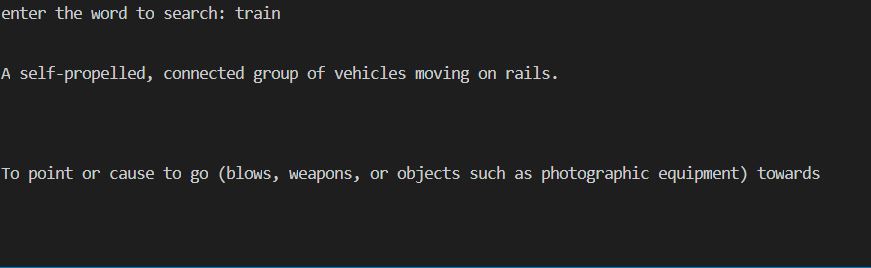 enter the word to search: train
A self-propelled, connected group of vehicles moving on rails.
To point or cause to go (blows, weapons, or objects such as photographic equipment) towards